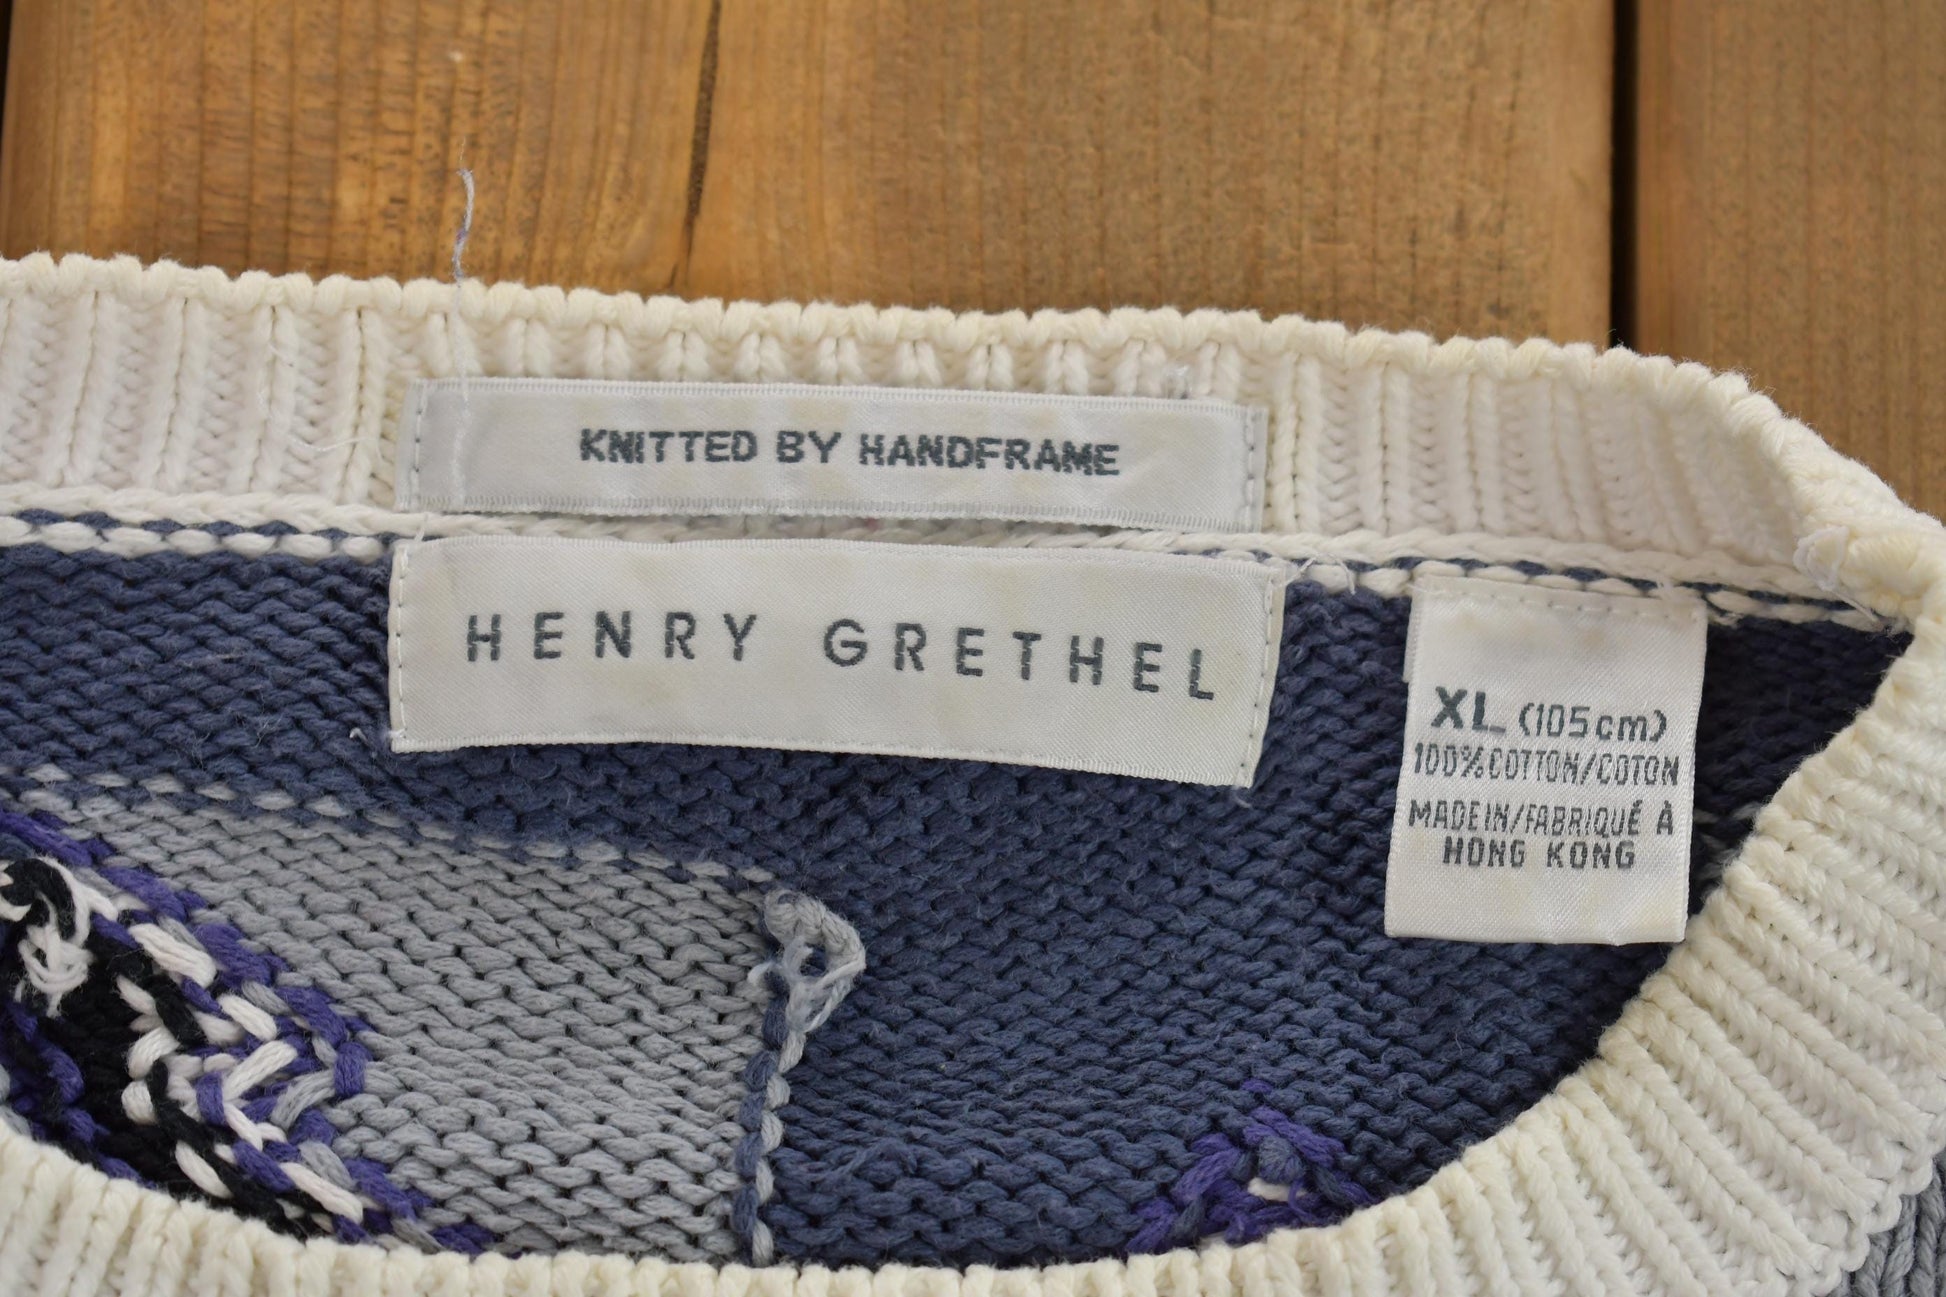 KNITTED BY HANDFRAME
HENRY GRETHEL
XL (105cm)
100% COTTON/COTON
MADE IN/FABRIQUÉ À
HONG KONG